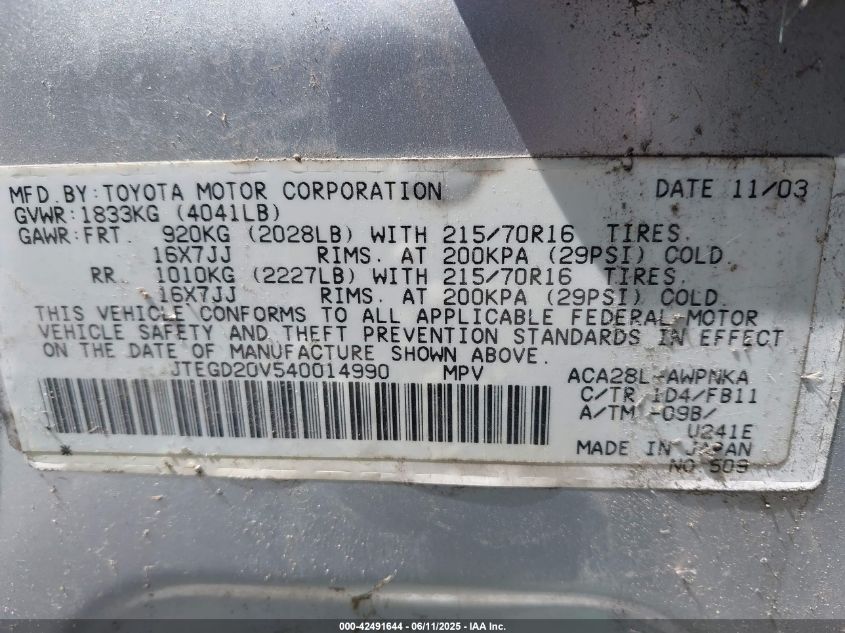 MFD BY:TOYOTA MOTOR CORPORATION DATE 11/03
GVWR:1833KG (4041LB)
GAWR:FRT. 920KG (2028LB) WITH 215/70R16 TIRES.
16X7JJ RIMS. AT 200KPA (29PSI) COLD.
RR. 1010KG (2227LB) WITH 215/70R16 TIRES.
16X7JJ RIMS. AT 200KPA (29PSI) COLD.
THIS VEHICLE CONFORMS TO ALL APPLICABLE FEDERAL MOTOR
VEHICLE SAFETY AND THEFT PREVENTION STANDARDS IN EFFECT
ON THE DATE OF MANUFACTURE SHOWN ABOVE.
JTEGD20V540014990 MPV ACA28L-AWPNKA
C/TR 1D4/FB11
A/TM -09B/
U241E
MADE IN JAPAN
NO 509
000-42491644 - 06/11/2025 - IAA Inc.